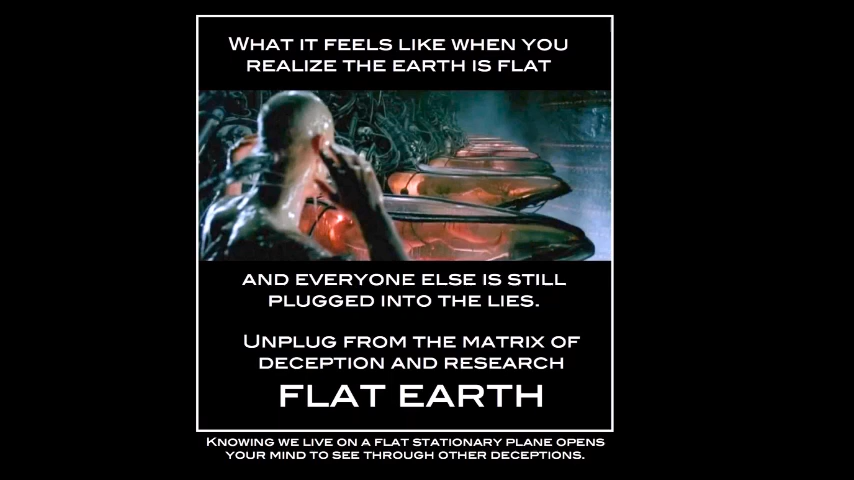 What it feels like when you
realize the earth is flat
and everyone else is still
plugged into the lies.
Unplug from the matrix of
deception and research
FLAT EARTH
Knowing we live on a flat stationary plane opens
your mind to see through other deceptions.